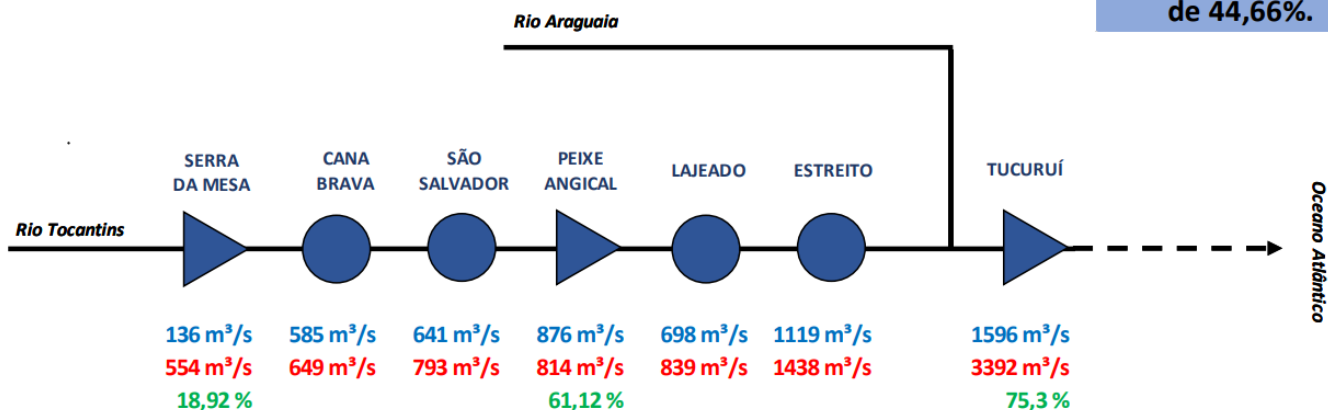 de 44,66%.
Rio Araguaia
SERRA
DA MESA
CANA
BRAVA
SÃO
SALVADOR
PEIXE
ANGICAL
LAJEADO
ESTREITO
TUCURUÍ
Rio Tocantins
Oceano Atlântico
136 m³/s 585 m³/s 641 m³/s 876 m³/s 698 m³/s 1119 m³/s 1596 m³/s
554 m³/s 649 m³/s 793 m³/s 814 m³/s 839 m³/s 1438 m³/s 3392 m³/s
18,92 % 61,12 % 75,3 %